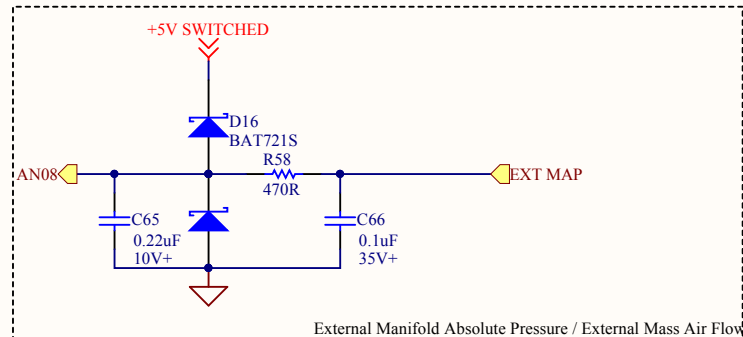 +5V SWITCHED
D16
BAT721S
R58
470R
AN08
EXT MAP
C65
0.22uF
10V+
C66
0.1uF
35V+
External Manifold Absolute Pressure / External Mass Air Flow